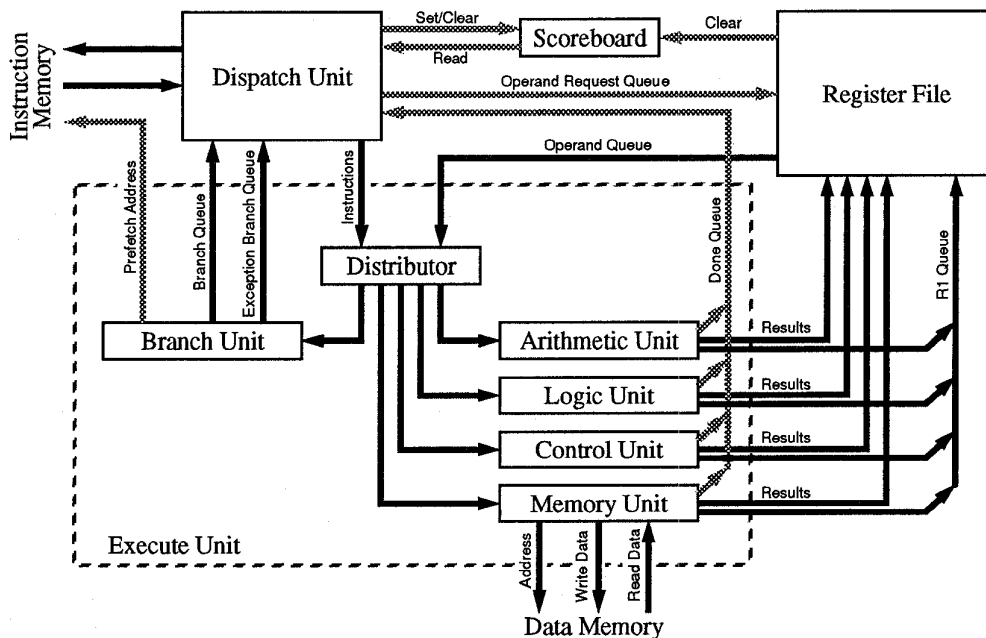 Set/Clear
Clear
Scoreboard
Read
Instruction
Memory
Dispatch Unit
Operand Request Queue
Register File
Operand Queue
Prefetch Address
Branch Queue
Exception Branch Queue
Instructions
Done Queue
R1 Queue
Distributor
Branch Unit
Arithmetic Unit
Results
Logic Unit
Results
Control Unit
Results
Memory Unit
Results
Execute Unit
Address
Write Data
Read Data
Data Memory